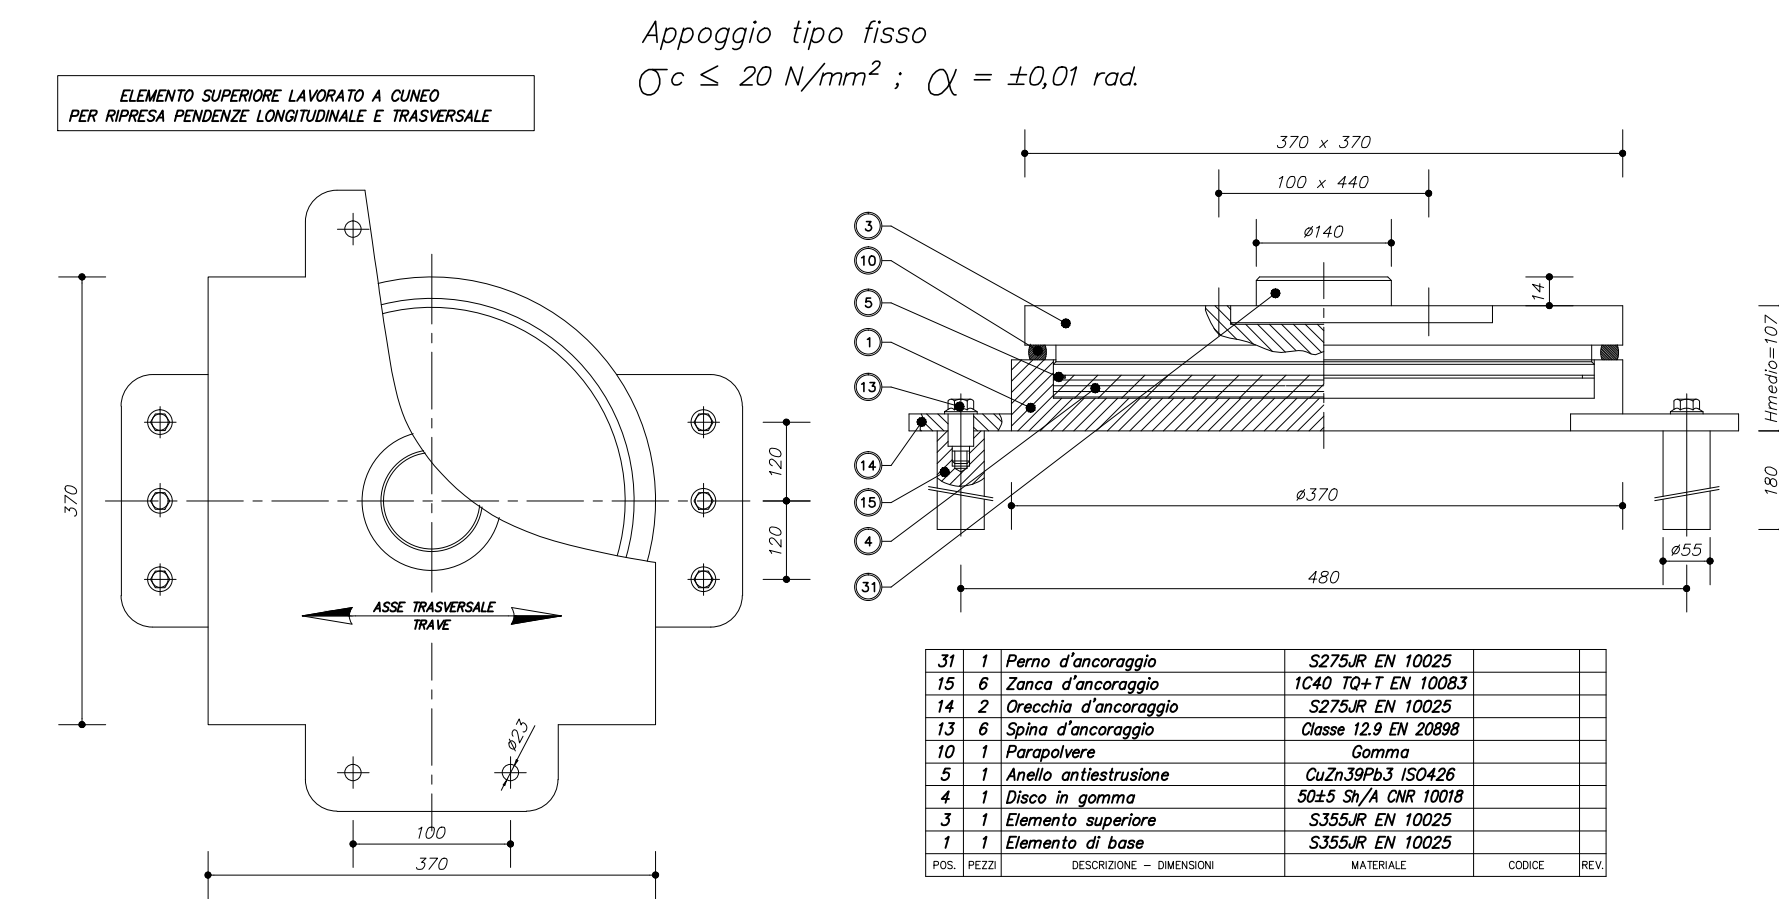 Appoggio tipo fisso
σc ≤ 20 N/mm² ; α = ±0,01 rad.
ELEMENTO SUPERIORE LAVORATO A CUNEO
PER RIPRESA PENDENZE LONGITUDINALE E TRASVERSALE
370
120
120
ASSE TRASVERSALE
TRAVE
ø23
100
370
370 x 370
100 x 440
ø140
14
3
10
5
1
13
14
15
4
31
Hmedio=107
180
ø370
ø55
480
31 1 Perno d'ancoraggio S275JR EN 10025
15 6 Zanca d'ancoraggio 1C40 TQ+T EN 10083
14 2 Orecchia d'ancoraggio S275JR EN 10025
13 6 Spina d'ancoraggio Classe 12.9 EN 20898
10 1 Parapolvere Gomma
5 1 Anello antiestrusione CuZn39Pb3 ISO426
4 1 Disco in gomma 50±5 Sh/A CNR 10018
3 1 Elemento superiore S355JR EN 10025
1 1 Elemento di base S355JR EN 10025
POS. PEZZI DESCRIZIONE – DIMENSIONI MATERIALE CODICE REV.